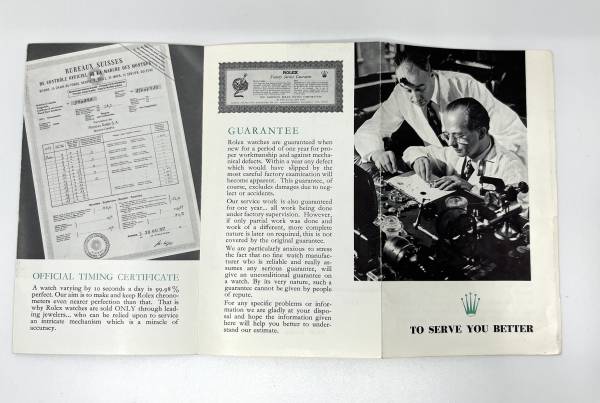 BUREAUX SUISSES
DE CONTRÔLE OFFICIEL DE LA MARCHE DES MONTRES
OFFICIAL TIMING CERTIFICATE
A watch varying by 10 seconds a day is 99.98%
perfect. Our aim is to make and keep Rolex chrono-
meters even nearer perfection than that. That is
why Rolex watches are sold ONLY through lead-
ing jewelers... who can be relied upon to service
an intricate mechanism which is a miracle of
accuracy.
ROLEX
Factory Service Guarantee
GUARANTEE
Rolex watches are guaranteed when
new for a period of one year for pro-
per workmanship and against mecha-
nical defects. Within a year any defect
which would have slipped by the
most careful factory examination will
become apparent. This guarantee, of
course, excludes damages due to neg-
lect or accidents.
Our service work is also guaranteed
for one year... all work being done
under factory supervision. However,
if only partial work was done and
work of a different, more complete
nature is later on required, this is not
covered by the original guarantee.
We are particularly anxious to stress
the fact that no fine watch manufac-
turer who is reliable and really as-
sumes any serious guarantee, will
give an unconditional guarantee on
a watch. By its very nature, such a
guarantee cannot be given by people
of repute.
For any specific problems or infor-
mation we are gladly at your dispo-
sal and hope the information given
here will help you better to under-
stand our estimate.
TO SERVE YOU BETTER